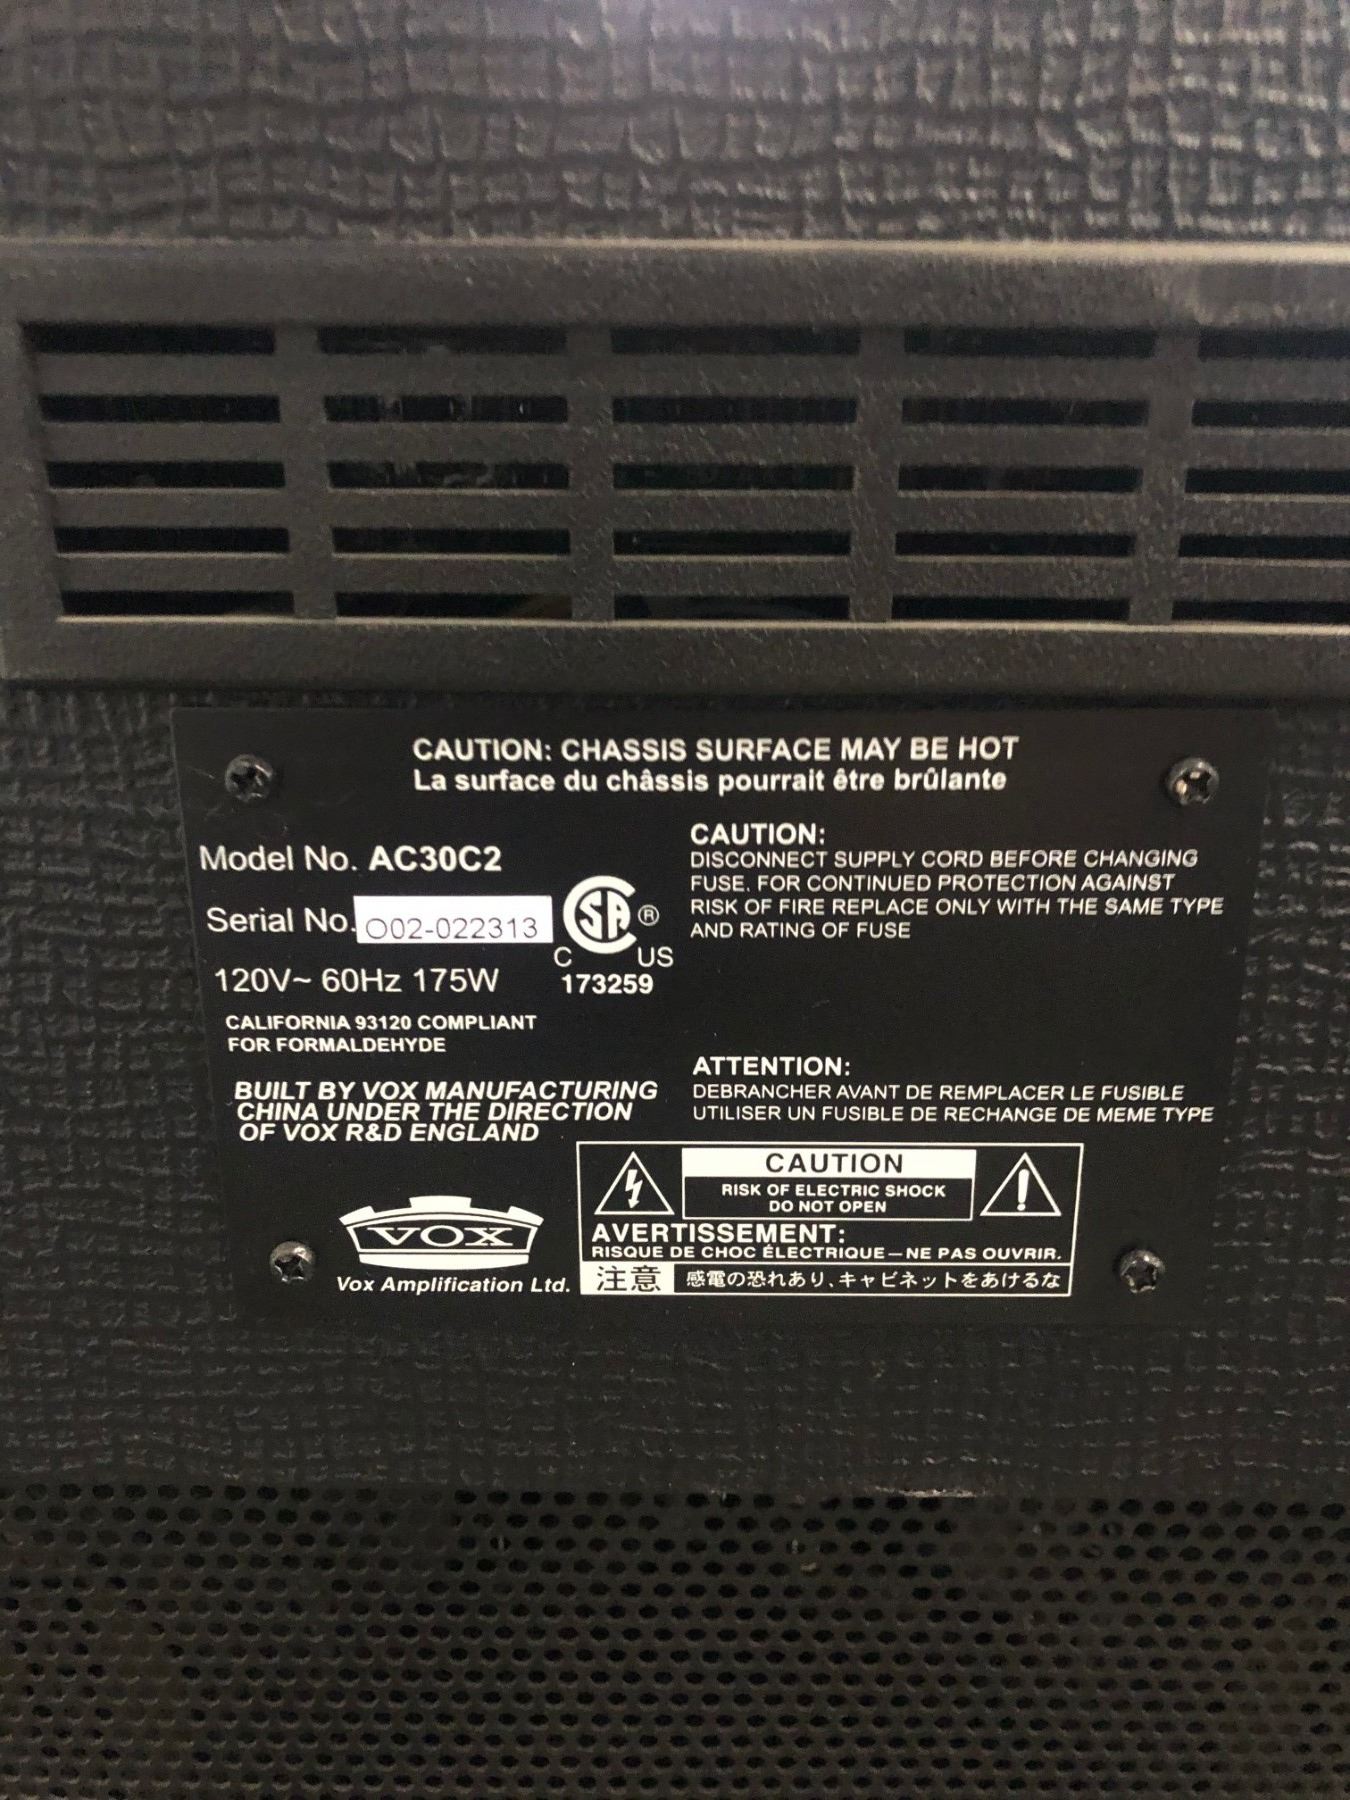 CAUTION: CHASSIS SURFACE MAY BE HOT
La surface du châssis pourrait être brûlante
Model No. AC30C2
Serial No. O02-022313
SA ®
C US
173259
120V~ 60Hz 175W
CALIFORNIA 93120 COMPLIANT
FOR FORMALDEHYDE
BUILT BY VOX MANUFACTURING
CHINA UNDER THE DIRECTION
OF VOX R&D ENGLAND
VOX
Vox Amplification Ltd.
CAUTION:
DISCONNECT SUPPLY CORD BEFORE CHANGING
FUSE. FOR CONTINUED PROTECTION AGAINST
RISK OF FIRE REPLACE ONLY WITH THE SAME TYPE
AND RATING OF FUSE
ATTENTION:
DEBRANCHER AVANT DE REMPLACER LE FUSIBLE
UTILISER UN FUSIBLE DE RECHANGE DE MEME TYPE
CAUTION
RISK OF ELECTRIC SHOCK
DO NOT OPEN
AVERTISSEMENT:
RISQUE DE CHOC ÉLECTRIQUE—NE PAS OUVRIR.
注意 感電の恐れあり、キャビネットをあけるな